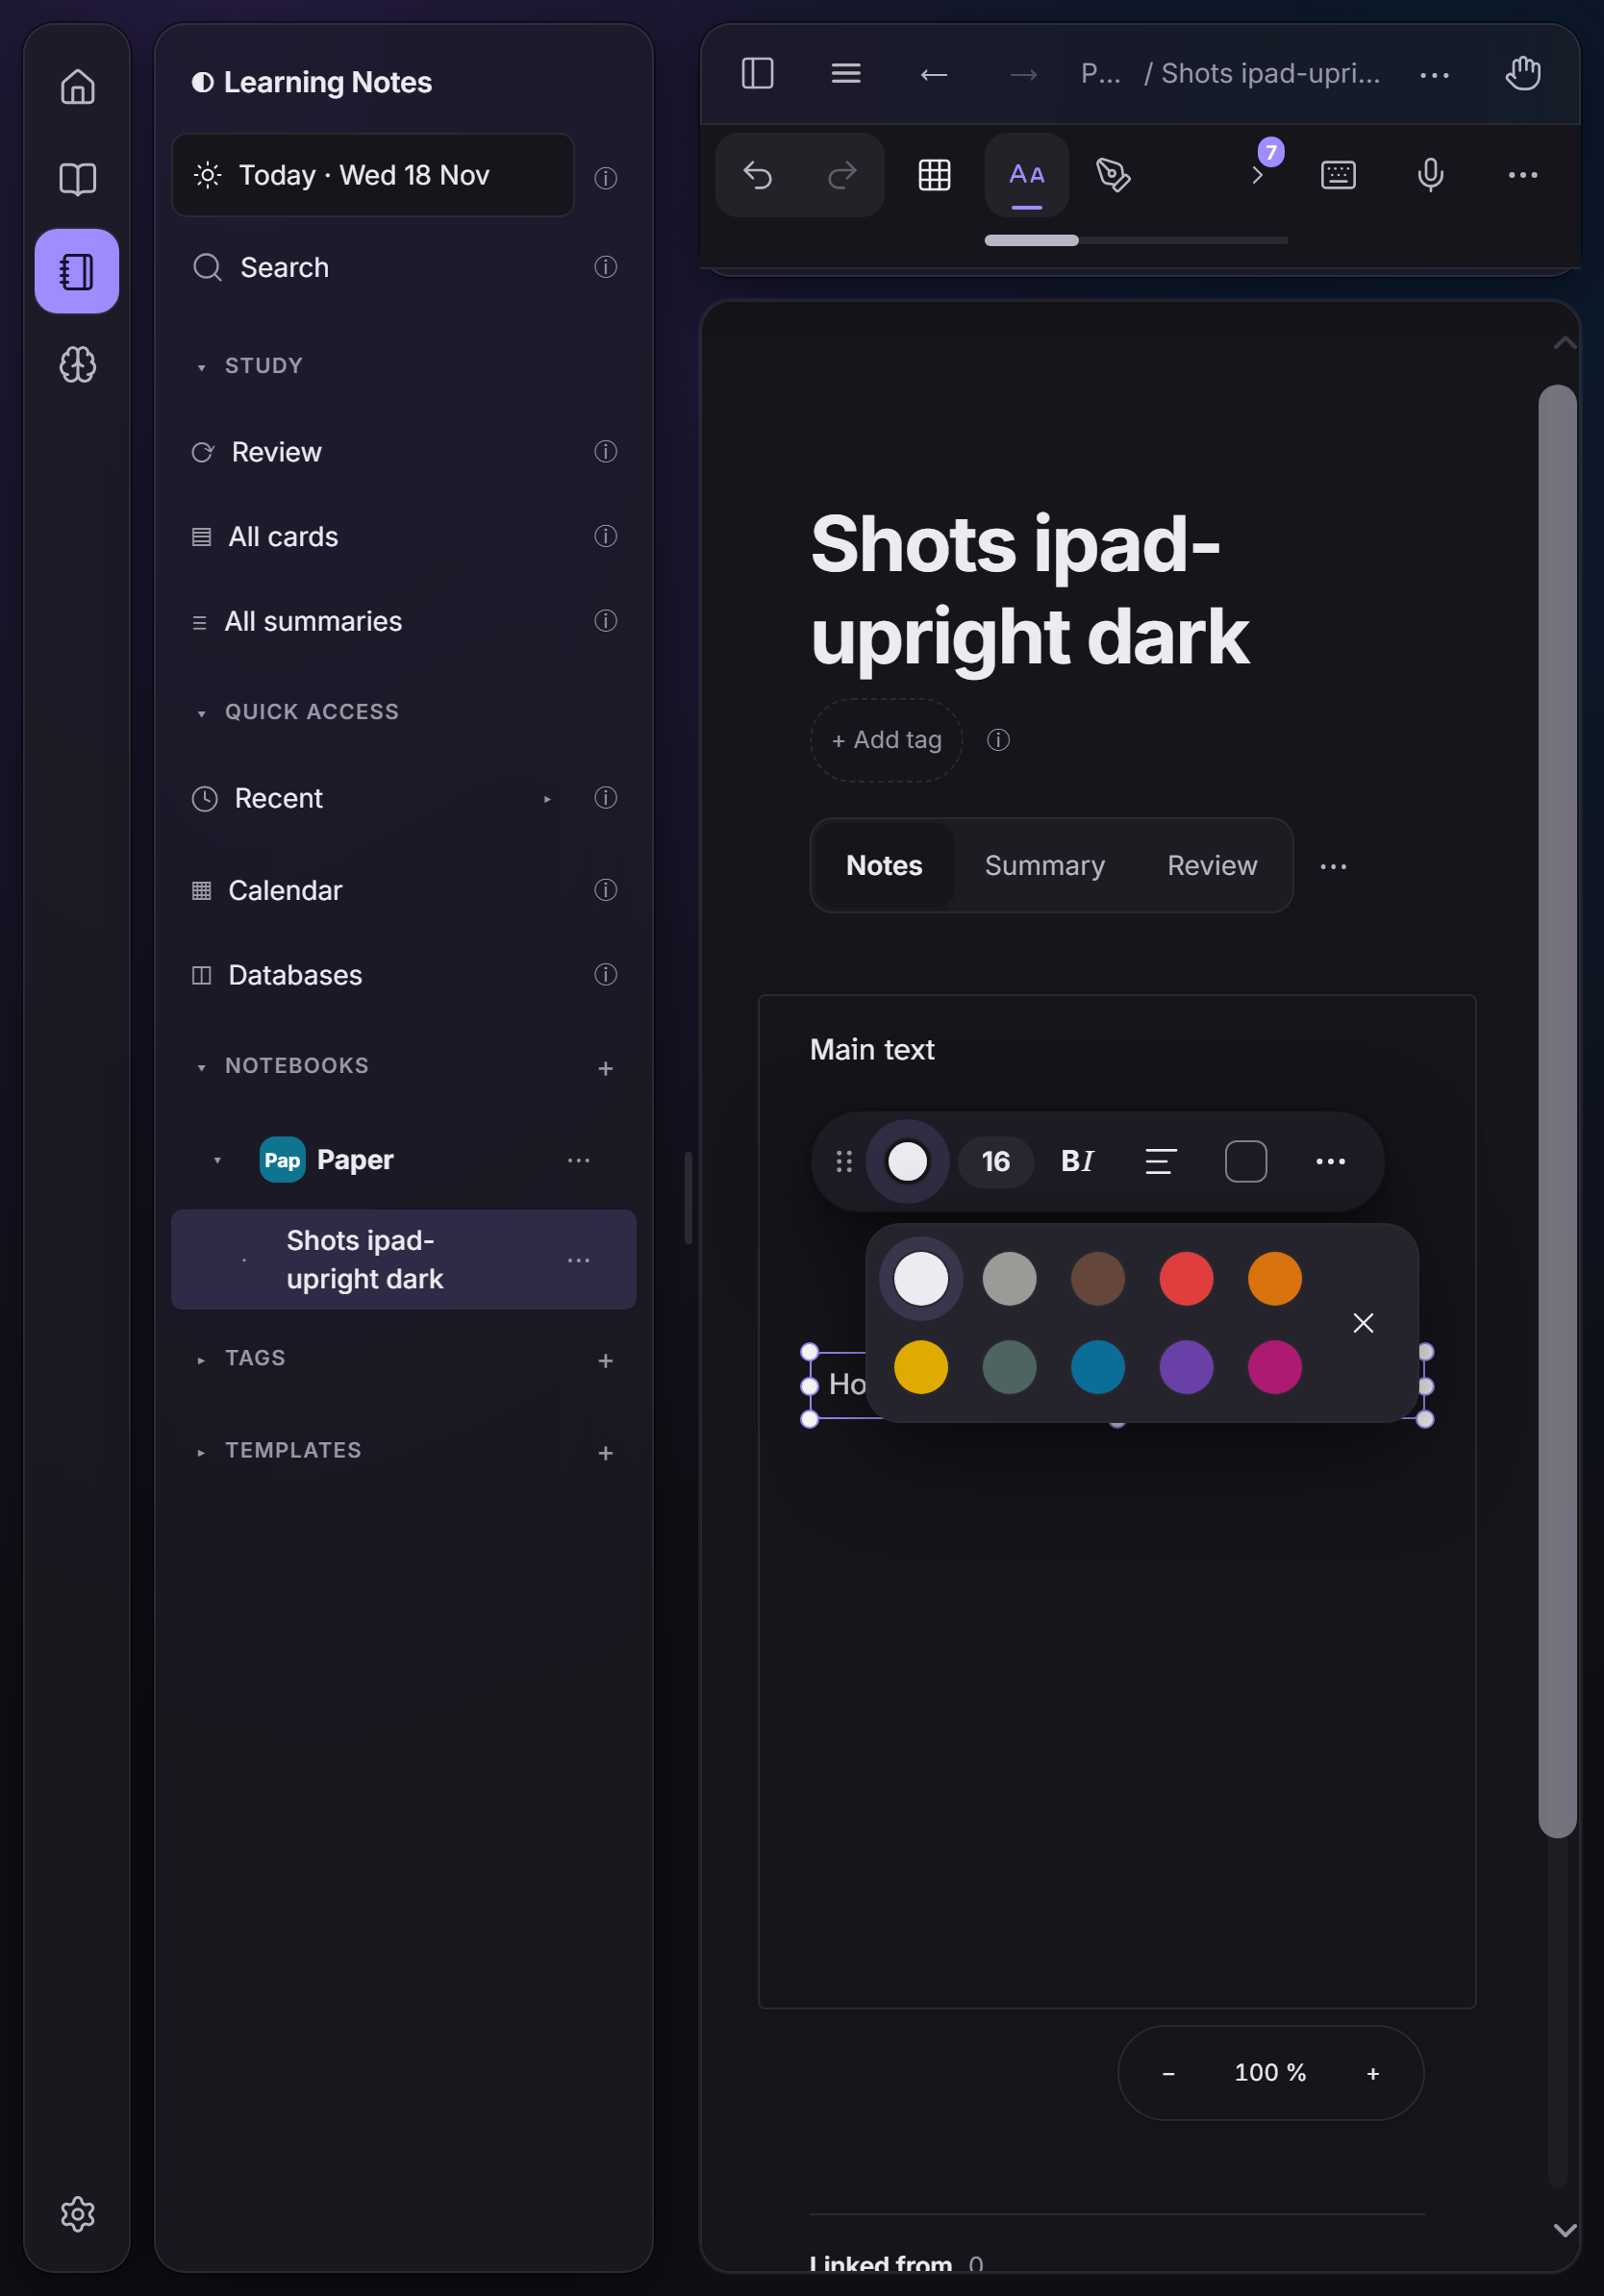 Learning Notes
Today · Wed 18 Nov
Search
STUDY
Review
All cards
All summaries
QUICK ACCESS
Recent
Calendar
Databases
NOTEBOOKS
Pap Paper
Shots ipad-
upright dark
TAGS
TEMPLATES
P... / Shots ipad-upri...
AA
7
Shots ipad-
upright dark
+ Add tag
Notes Summary Review
Main text
16 BI
Ho
− 100 % +
Linked from 0